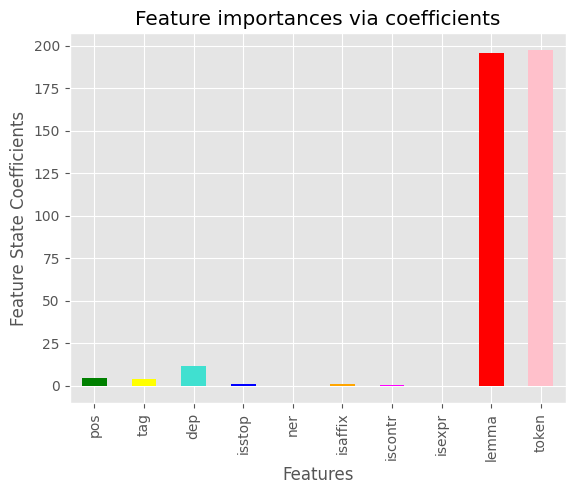 Feature importances via coefficients
200
175
150
125
100
75
50
25
0
Feature State Coefficients
pos
tag
dep
isstop
ner
isaffix
iscontr
isexpr
lemma
token
Features